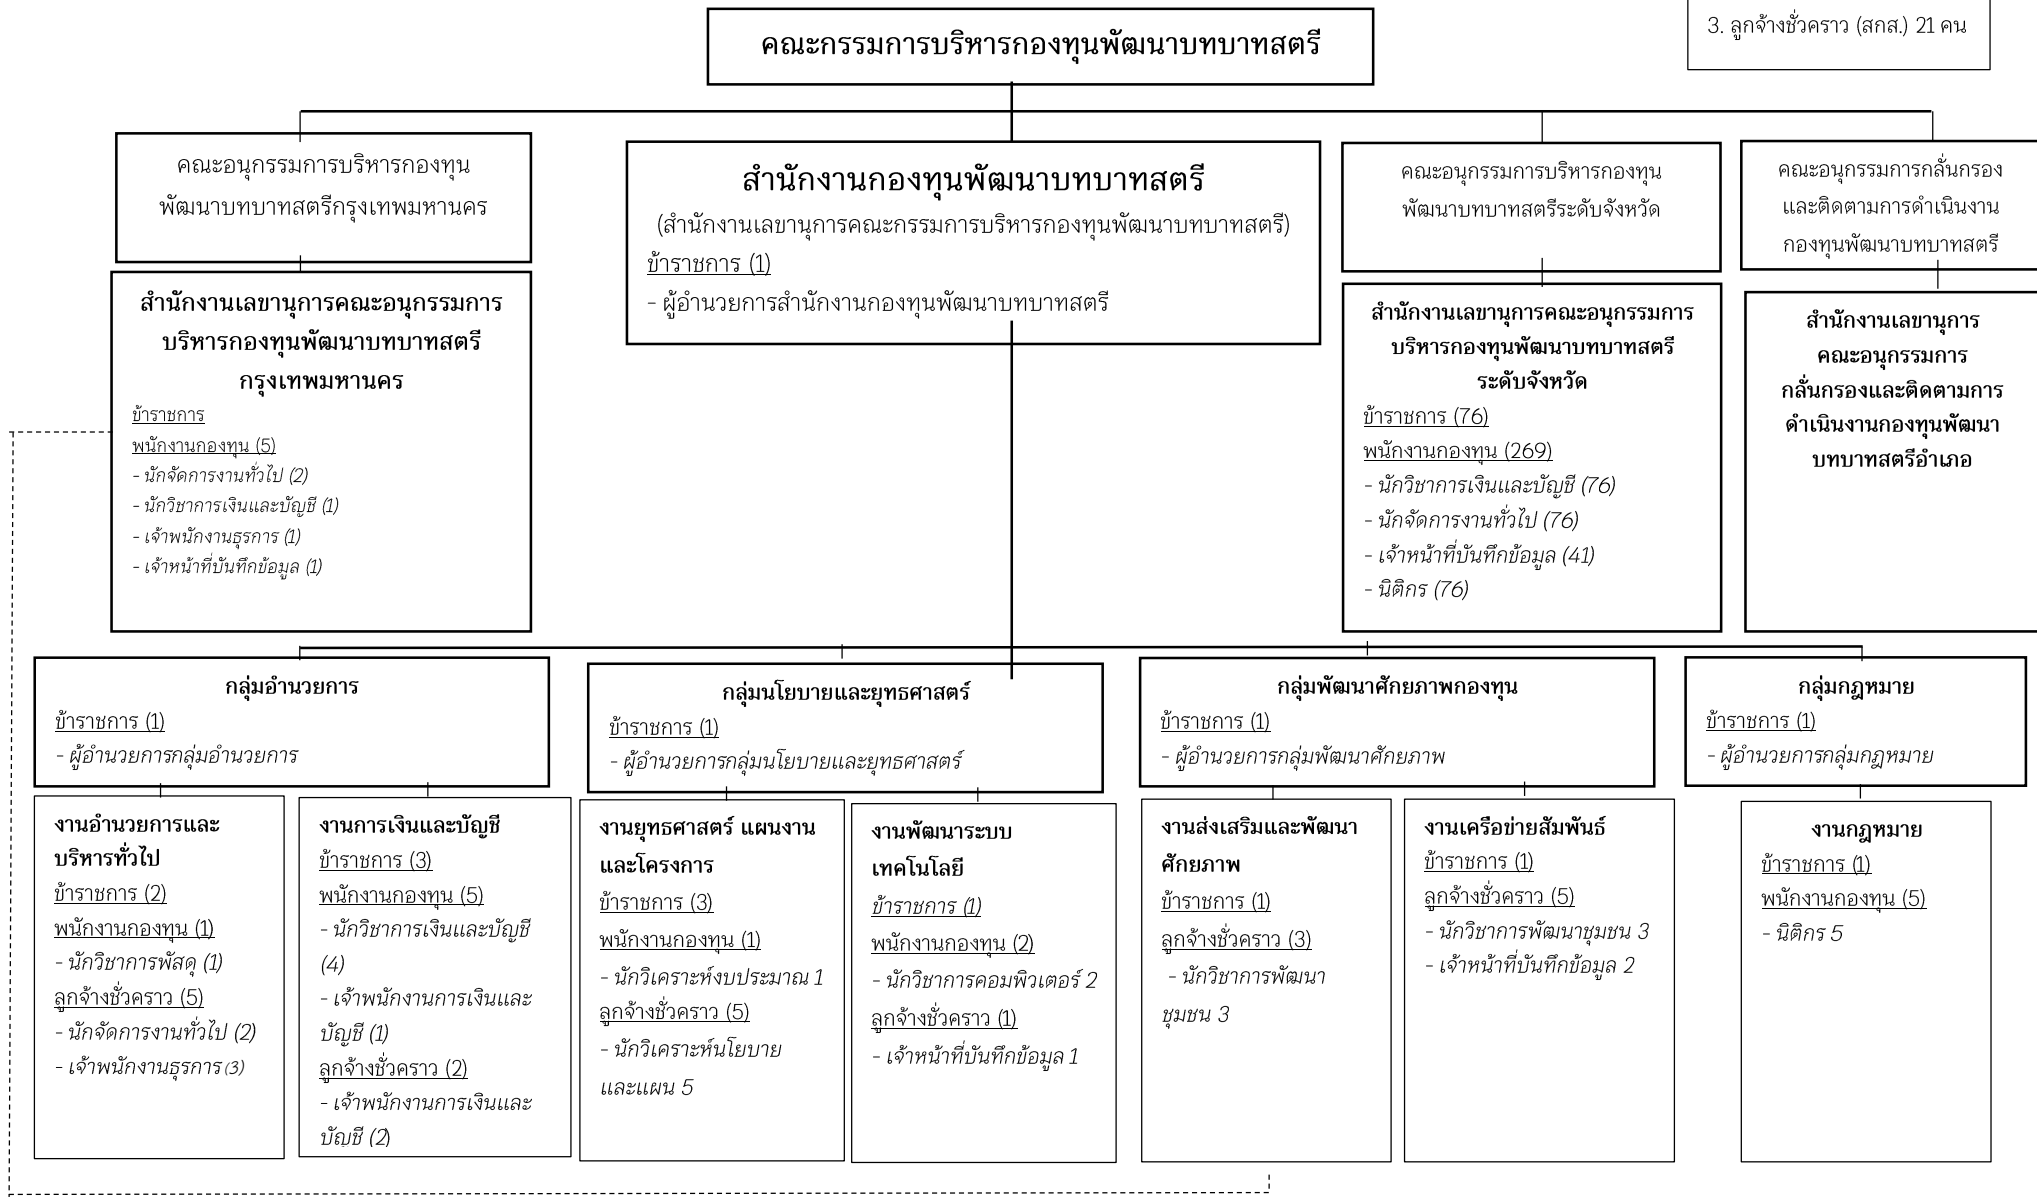 3. ลูกจ้างชั่วคราว (สกส.) 21 คน
คณะกรรมการบริหารกองทุนพัฒนาบทบาทสตรี
คณะอนุกรรมการบริหารกองทุน
พัฒนาบทบาทสตรีกรุงเทพมหานคร
สำนักงานกองทุนพัฒนาบทบาทสตรี
(สำนักงานเลขานุการคณะกรรมการบริหารกองทุนพัฒนาบทบาทสตรี)
ข้าราชการ (1)
- ผู้อำนวยการสำนักงานกองทุนพัฒนาบทบาทสตรี
คณะอนุกรรมการบริหารกองทุน
พัฒนาบทบาทสตรีระดับจังหวัด
คณะอนุกรรมการกลั่นกรอง
และติดตามการดำเนินงาน
กองทุนพัฒนาบทบาทสตรี
สำนักงานเลขานุการคณะอนุกรรมการ
บริหารกองทุนพัฒนาบทบาทสตรี
กรุงเทพมหานคร
ข้าราชการ
พนักงานกองทุน (5)
- นักจัดการงานทั่วไป (2)
- นักวิชาการเงินและบัญชี (1)
- เจ้าพนักงานธุรการ (1)
- เจ้าหน้าที่บันทึกข้อมูล (1)
สำนักงานเลขานุการคณะอนุกรรมการ
บริหารกองทุนพัฒนาบทบาทสตรี
ระดับจังหวัด
ข้าราชการ (76)
พนักงานกองทุน (269)
- นักวิชาการเงินและบัญชี (76)
- นักจัดการงานทั่วไป (76)
- เจ้าหน้าที่บันทึกข้อมูล (41)
- นิติกร (76)
สำนักงานเลขานุการ
คณะอนุกรรมการ
กลั่นกรองและติดตามการ
ดำเนินงานกองทุนพัฒนา
บทบาทสตรีอำเภอ
กลุ่มอำนวยการ
ข้าราชการ (1)
- ผู้อำนวยการกลุ่มอำนวยการ
กลุ่มนโยบายและยุทธศาสตร์
ข้าราชการ (1)
- ผู้อำนวยการกลุ่มนโยบายและยุทธศาสตร์
กลุ่มพัฒนาศักยภาพกองทุน
ข้าราชการ (1)
- ผู้อำนวยการกลุ่มพัฒนาศักยภาพ
กลุ่มกฎหมาย
ข้าราชการ (1)
- ผู้อำนวยการกลุ่มกฎหมาย
งานอำนวยการและ
บริหารทั่วไป
ข้าราชการ (2)
พนักงานกองทุน (1)
- นักวิชาการพัสดุ (1)
ลูกจ้างชั่วคราว (5)
- นักจัดการงานทั่วไป (2)
- เจ้าพนักงานธุรการ (3)
งานการเงินและบัญชี
ข้าราชการ (3)
พนักงานกองทุน (5)
- นักวิชาการเงินและบัญชี
(4)
- เจ้าพนักงานการเงินและ
บัญชี (1)
ลูกจ้างชั่วคราว (2)
- เจ้าพนักงานการเงินและ
บัญชี (2)
งานยุทธศาสตร์ แผนงาน
และโครงการ
ข้าราชการ (3)
พนักงานกองทุน (1)
- นักวิเคราะห์งบประมาณ 1
ลูกจ้างชั่วคราว (5)
- นักวิเคราะห์นโยบาย
และแผน 5
งานพัฒนาระบบ
เทคโนโลยี
ข้าราชการ (1)
พนักงานกองทุน (2)
- นักวิชาการคอมพิวเตอร์ 2
ลูกจ้างชั่วคราว (1)
- เจ้าหน้าที่บันทึกข้อมูล 1
งานส่งเสริมและพัฒนา
ศักยภาพ
ข้าราชการ (1)
ลูกจ้างชั่วคราว (3)
- นักวิชาการพัฒนา
ชุมชน 3
งานเครือข่ายสัมพันธ์
ข้าราชการ (1)
ลูกจ้างชั่วคราว (5)
- นักวิชาการพัฒนาชุมชน 3
- เจ้าหน้าที่บันทึกข้อมูล 2
งานกฎหมาย
ข้าราชการ (1)
พนักงานกองทุน (5)
- นิติกร 5